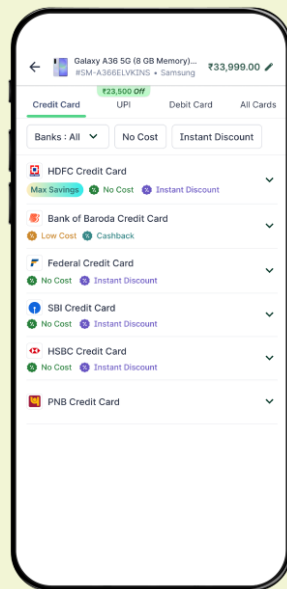 Galaxy A36 5G (8 GB Memory)...
#SM-A366ELVKINS • Samsung
₹33,999.00
₹23,500 Off
Credit Card UPI Debit Card All Cards
Banks : All No Cost Instant Discount
HDFC Credit Card
Max Savings No Cost Instant Discount
Bank of Baroda Credit Card
Low Cost Cashback
Federal Credit Card
No Cost Instant Discount
SBI Credit Card
No Cost Instant Discount
HSBC Credit Card
No Cost Instant Discount
PNB Credit Card